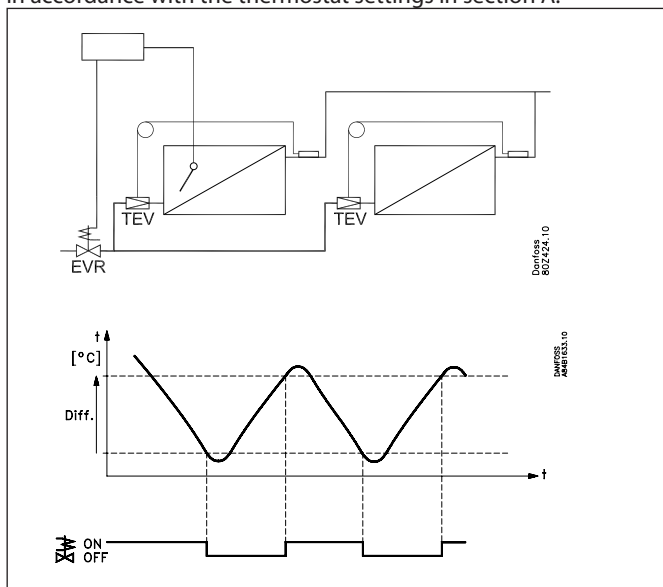 in accordance with the thermostat settings in section A.
TEV
TEV
EVR
Danfoss
80Z424.10
t
[°C]
Diff.
t
DANFOSS
A84B1633.10
ON
OFF